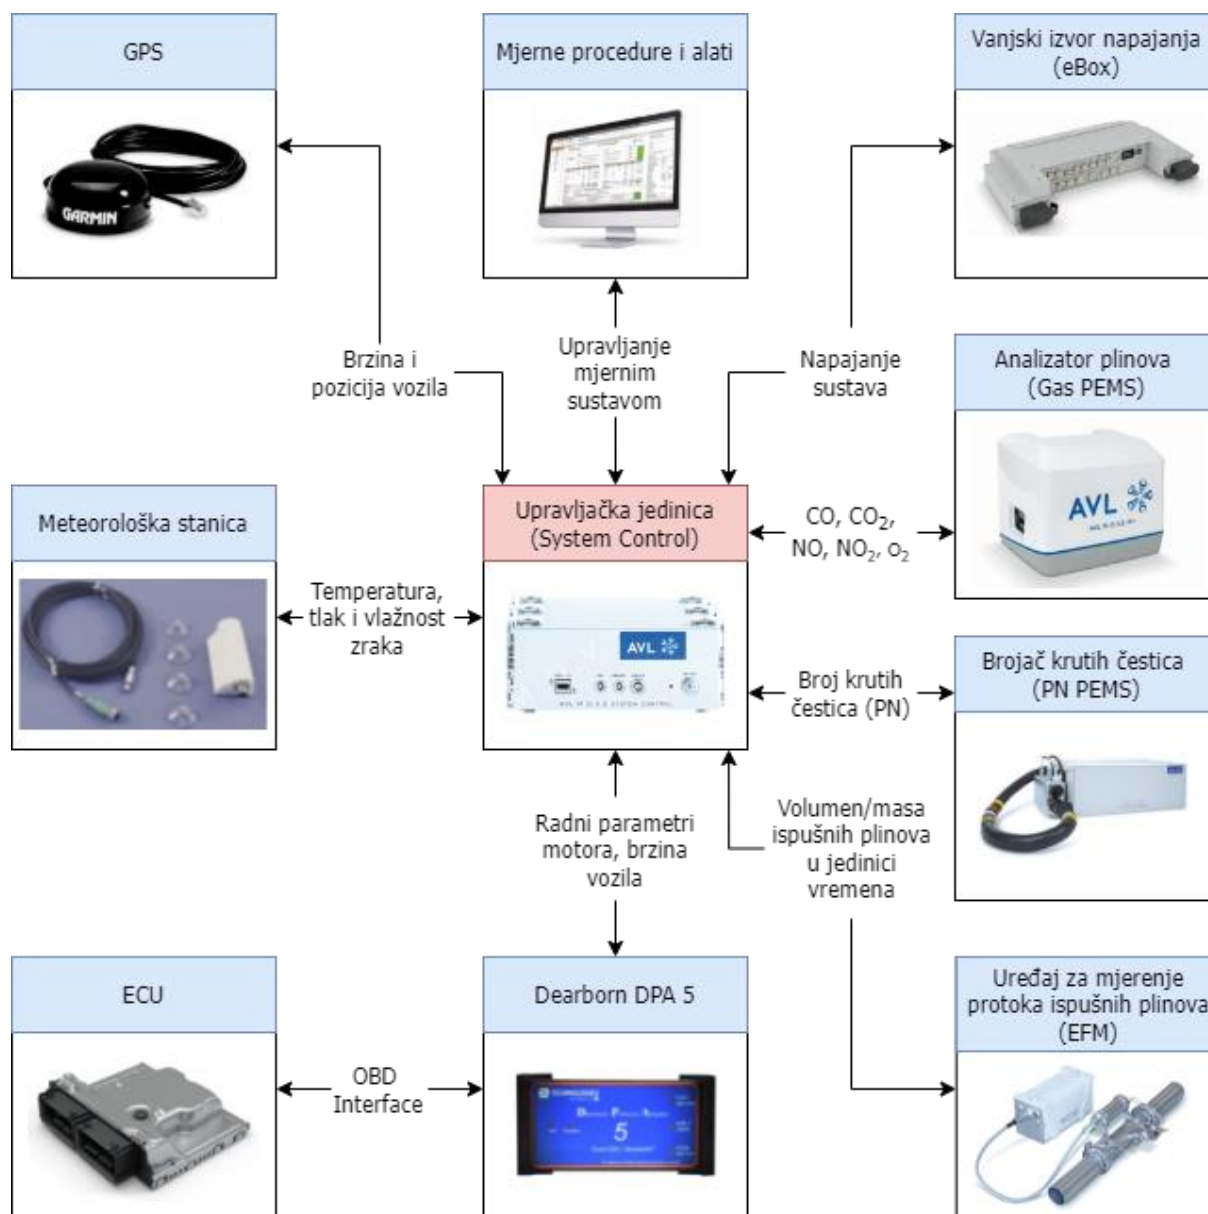 GPS
Mjerne procedure i alati
Vanjski izvor napajanja
(eBox)
GARMIN
Brzina i
pozicija vozila
Upravljanje
mjernim
sustavom
Napajanje
sustava
Analizator plinova
(Gas PEMS)
AVL
Meteorološka stanica
Upravljačka jedinica
(System Control)
CO, CO₂,
NO, NO₂, O₂
Temperatura,
tlak i vlažnost
zraka
AVL
Brojač krutih čestica
(PN PEMS)
Broj krutih
čestica (PN)
Radni parametri
motora, brzina
vozila
Volumen/masa
ispušnih plinova
u jedinici
vremena
ECU
Dearborn DPA 5
Uređaj za mjerenje
protoka ispušnih plinova
(EFM)
OBD
Interface
5